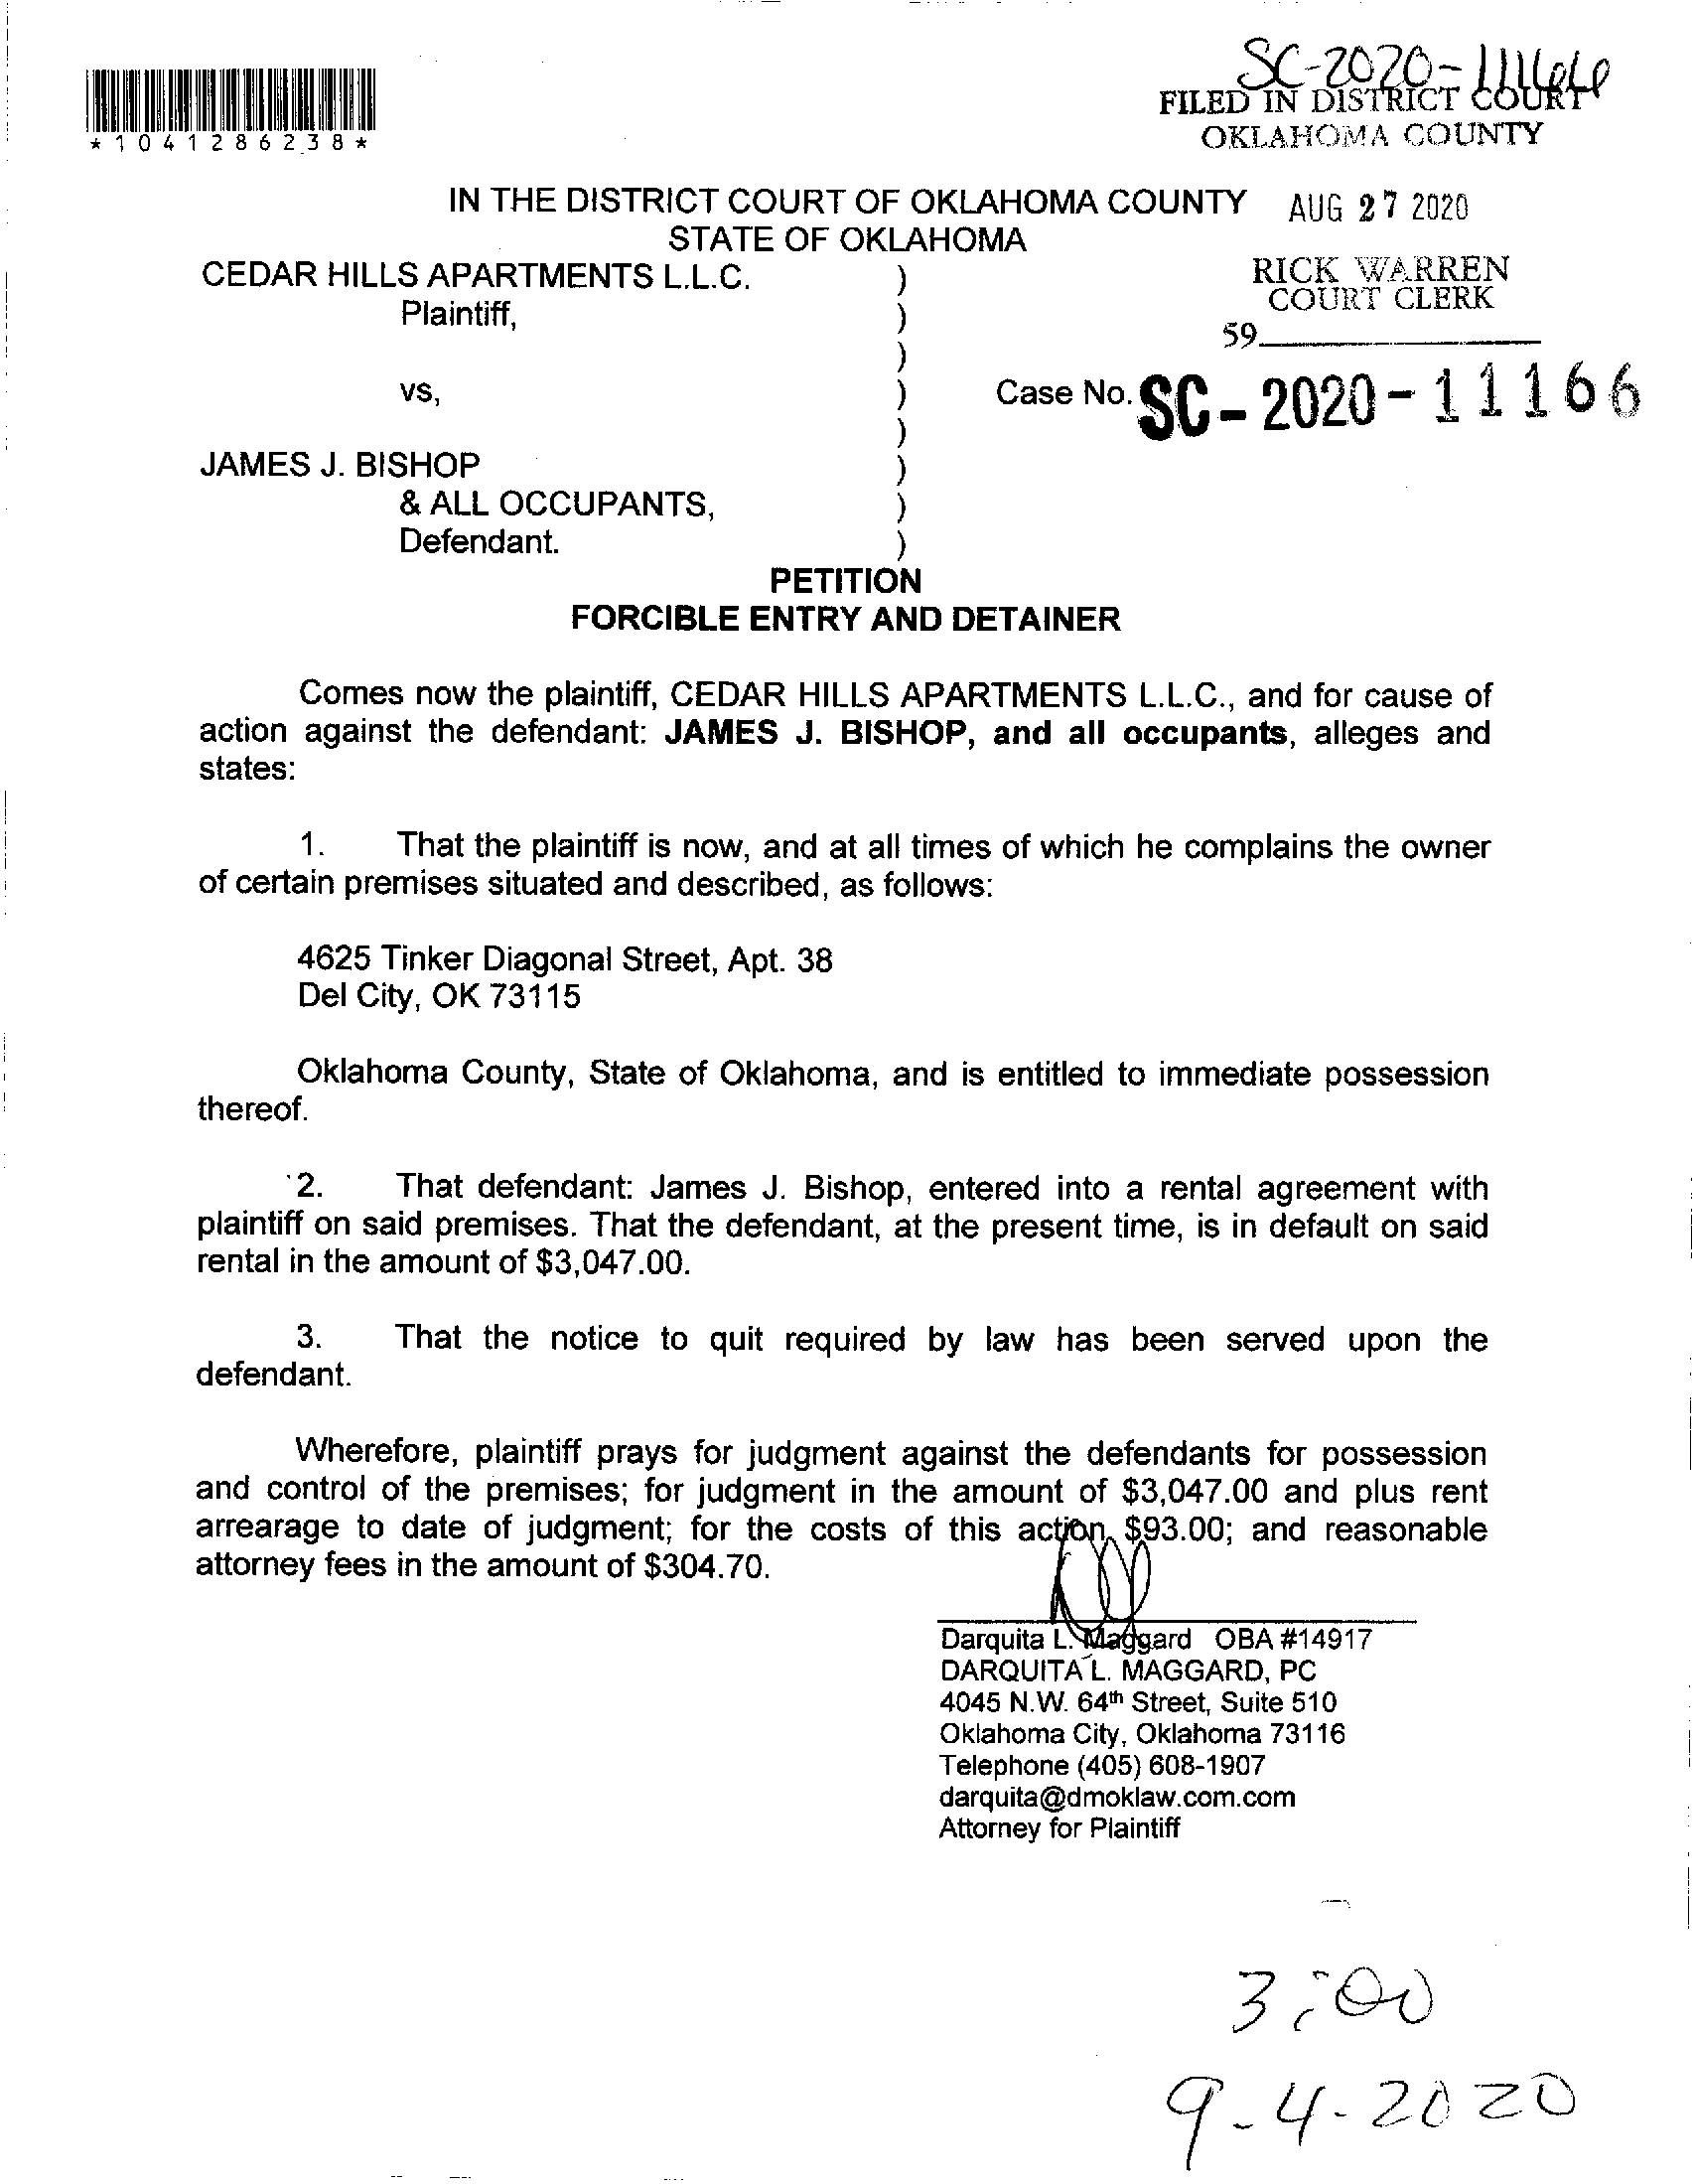 SC-2020-11166
FILED IN DISTRICT COURT
OKLAHOMA COUNTY
*1041286238*
IN THE DISTRICT COURT OF OKLAHOMA COUNTY
AUG 27 2020
STATE OF OKLAHOMA
CEDAR HILLS APARTMENTS L.L.C. )
RICK WARREN
COURT CLERK
Plaintiff, )
59
)
vs, ) Case No. SC-2020-11166
)
JAMES J. BISHOP )
& ALL OCCUPANTS, )
Defendant. )
PETITION
FORCIBLE ENTRY AND DETAINER
Comes now the plaintiff, CEDAR HILLS APARTMENTS L.L.C., and for cause of
action against the defendant: JAMES J. BISHOP, and all occupants, alleges and
states:
1. That the plaintiff is now, and at all times of which he complains the owner
of certain premises situated and described, as follows:
4625 Tinker Diagonal Street, Apt. 38
Del City, OK 73115
Oklahoma County, State of Oklahoma, and is entitled to immediate possession
thereof.
2. That defendant: James J. Bishop, entered into a rental agreement with
plaintiff on said premises. That the defendant, at the present time, is in default on said
rental in the amount of $3,047.00.
3. That the notice to quit required by law has been served upon the
defendant.
Wherefore, plaintiff prays for judgment against the defendants for possession
and control of the premises; for judgment in the amount of $3,047.00 and plus rent
arrearage to date of judgment; for the costs of this action, $93.00; and reasonable
attorney fees in the amount of $304.70.
Darquita L. Maggard OBA #14917
DARQUITA L. MAGGARD, PC
4045 N.W. 64th Street, Suite 510
Oklahoma City, Oklahoma 73116
Telephone (405) 608-1907
darquita@dmoklaw.com.com
Attorney for Plaintiff
3:00
9-4-2020